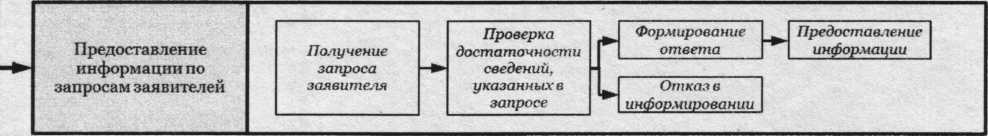 Предоставление
информации по
запросам заявителей
Получение
запроса
заявителя
Проверка
достаточности
сведений,
указанных в
запросе
Формирование
ответа
Отказ в
информировании
Предоставление
информации